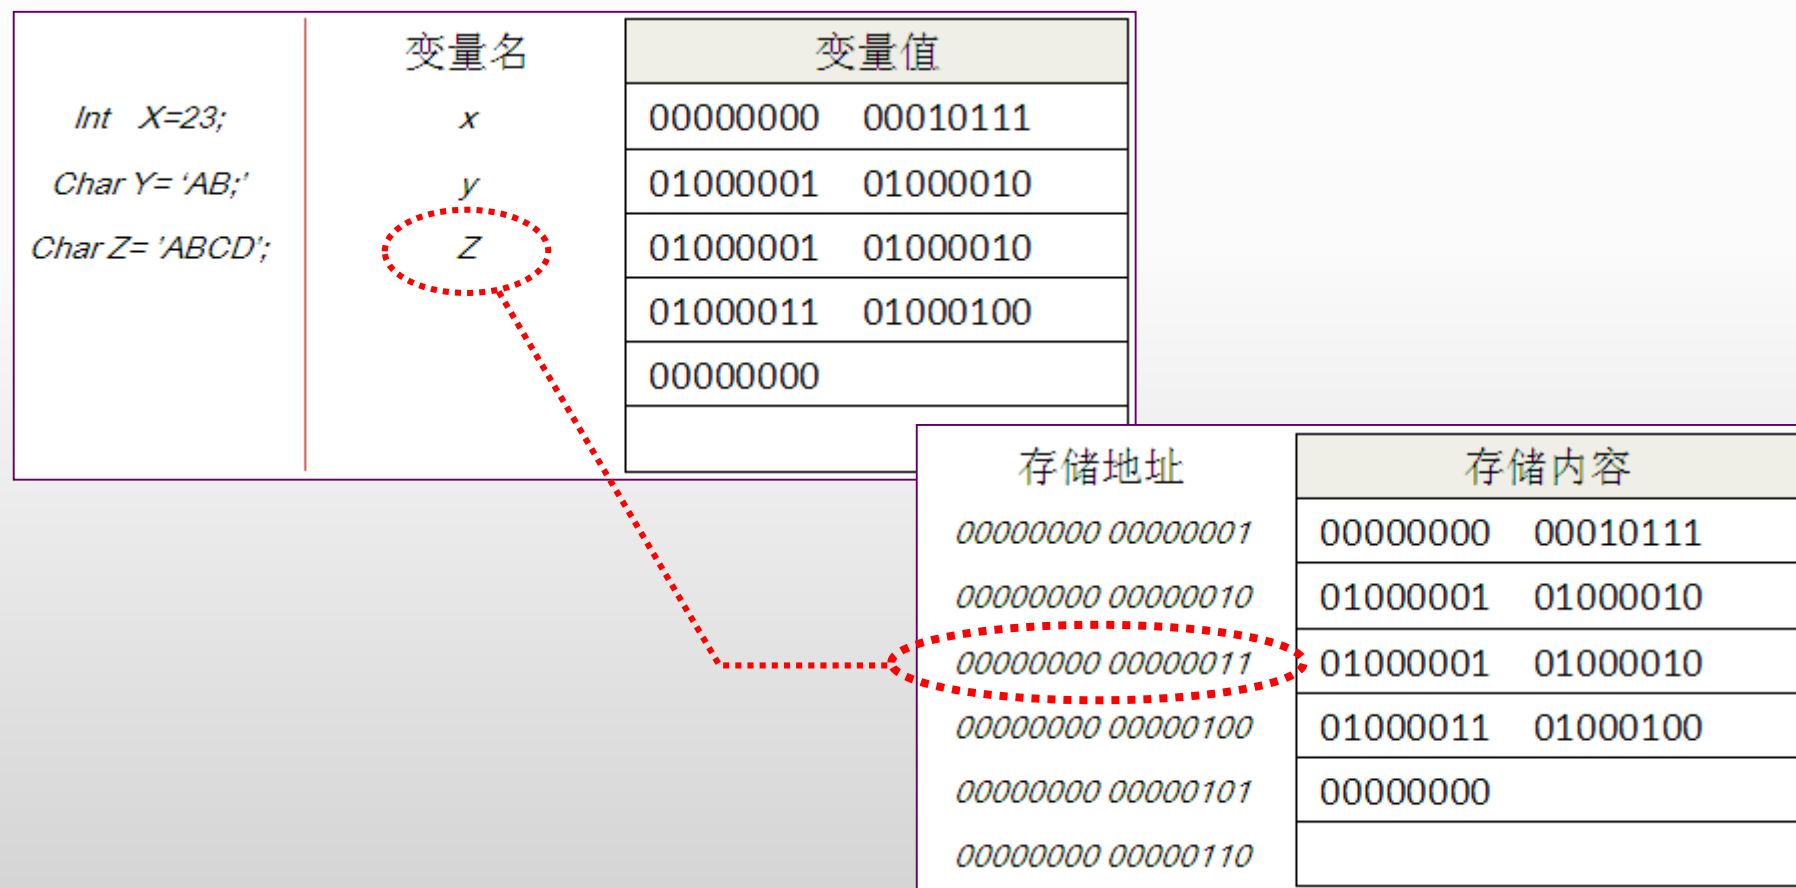 变量名 变量值
Int X=23; x 00000000 00010111
Char Y= ‘AB;’ y 01000001 01000010
Char Z= ’ABCD’; Z 01000001 01000010
01000011 01000100
00000000
存储地址 存储内容
00000000 00000001 00000000 00010111
00000000 00000010 01000001 01000010
00000000 00000011 01000001 01000010
00000000 00000100 01000011 01000100
00000000 00000101 00000000
00000000 00000110